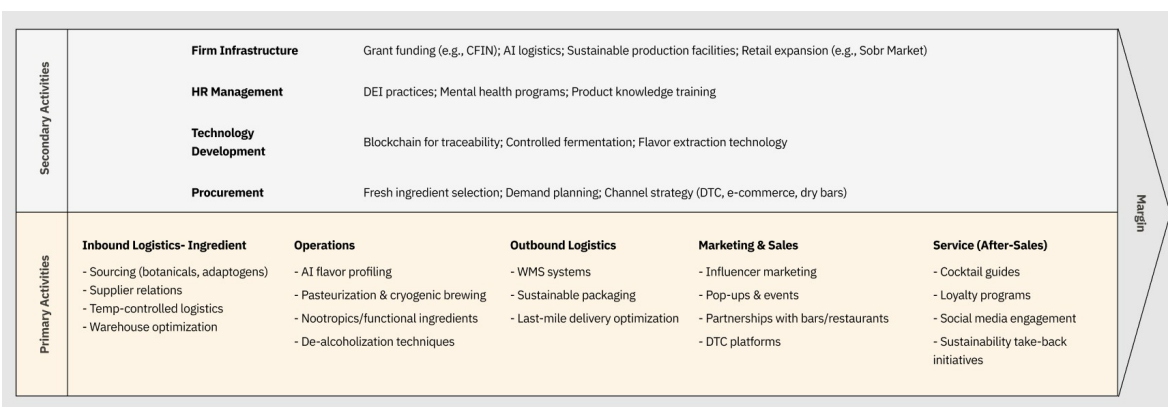 Secondary Activities
Firm Infrastructure
Grant funding (e.g., CFIN); AI logistics; Sustainable production facilities; Retail expansion (e.g., Sobr Market)
HR Management
DEI practices; Mental health programs; Product knowledge training
Technology
Development
Blockchain for traceability; Controlled fermentation; Flavor extraction technology
Procurement
Fresh ingredient selection; Demand planning; Channel strategy (DTC, e-commerce, dry bars)
Primary Activities
Inbound Logistics- Ingredient
- Sourcing (botanicals, adaptogens)
- Supplier relations
- Temp-controlled logistics
- Warehouse optimization
Operations
- AI flavor profiling
- Pasteurization & cryogenic brewing
- Nootropics/functional ingredients
- De-alcoholization techniques
Outbound Logistics
- WMS systems
- Sustainable packaging
- Last-mile delivery optimization
Marketing & Sales
- Influencer marketing
- Pop-ups & events
- Partnerships with bars/restaurants
- DTC platforms
Service (After-Sales)
- Cocktail guides
- Loyalty programs
- Social media engagement
- Sustainability take-back
initiatives
Margin